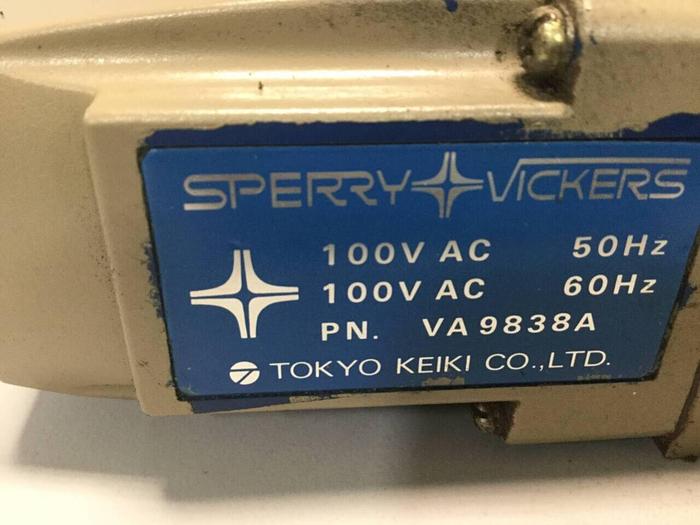 SPERRY VICKERS
100V AC 50Hz
100V AC 60Hz
PN. VA9838A
TOKYO KEIKI CO.,LTD.